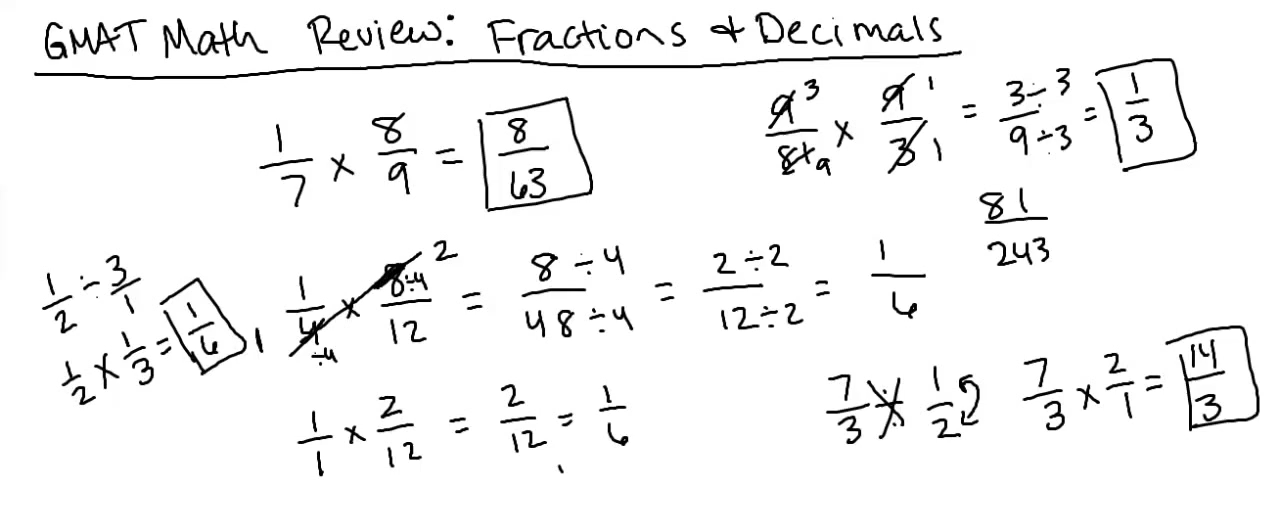 GMAT Math Review: Fractions & Decimals
1/7 × 8/9 = 8/63
9/81 × 9/3 = 3÷3/9÷3 = 1/3
3 1
9 1
81/243
1/2 ÷ 3/1
1/2 × 1/3 = 1/6
1/4 × 8/12 = 8÷4/48÷4 = 2÷2/12÷2 = 1/6
÷4 2
1 ÷4
1/1 × 2/12 = 2/12 = 1/6
7/3 ÷ 1/2 7/3 × 2/1 = 14/3